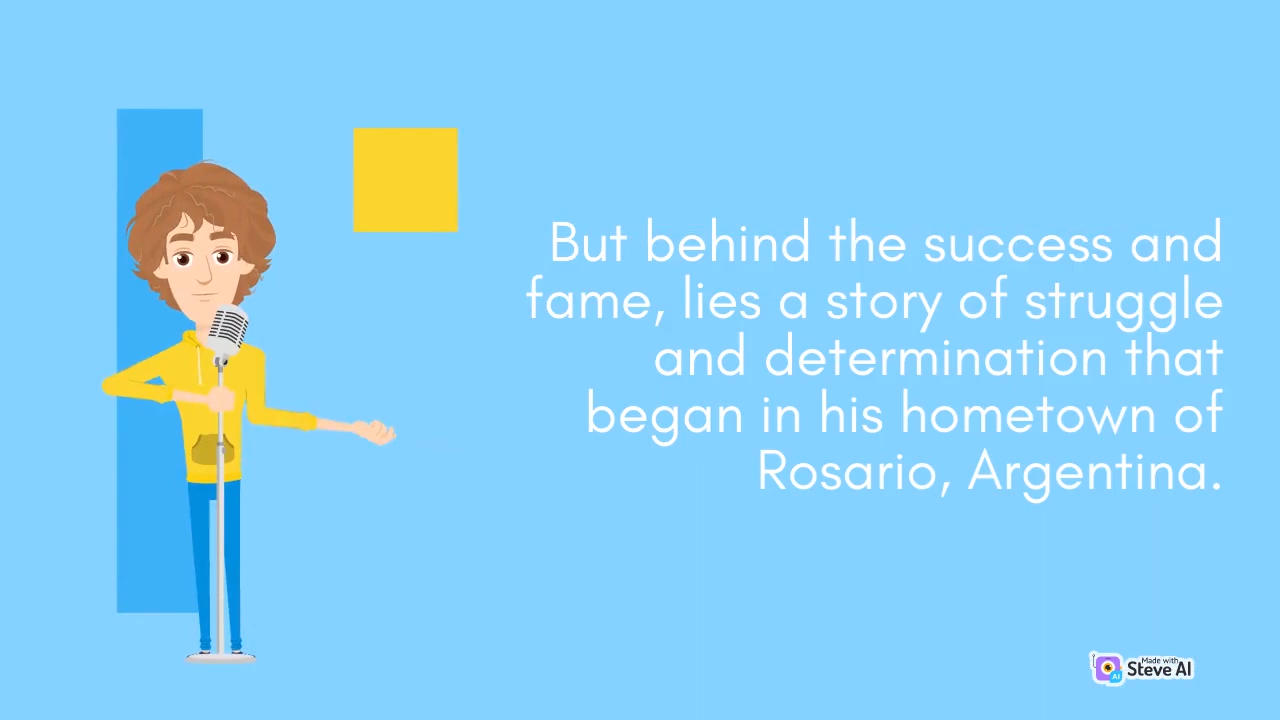 But behind the success and
fame, lies a story of struggle
and determination that
began in his hometown of
Rosario, Argentina.
Made with
Steve AI
AI